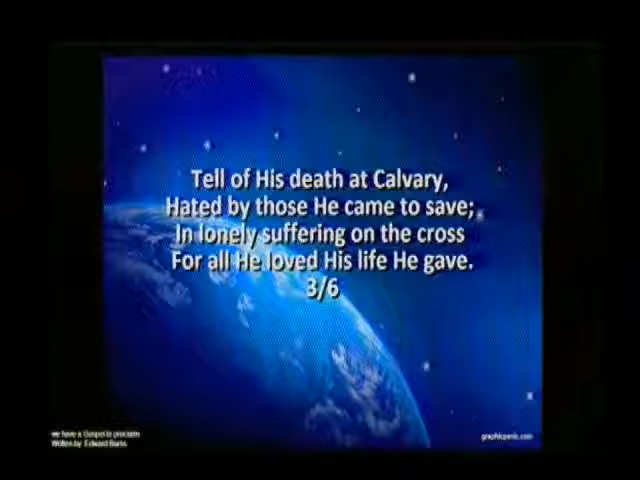 Tell of His death at Calvary,
Hated by those He came to save;
In lonely suffering on the cross
For all He loved His life He gave.
3/6
we have a Gospel to proclaim
Written by Edward Burns